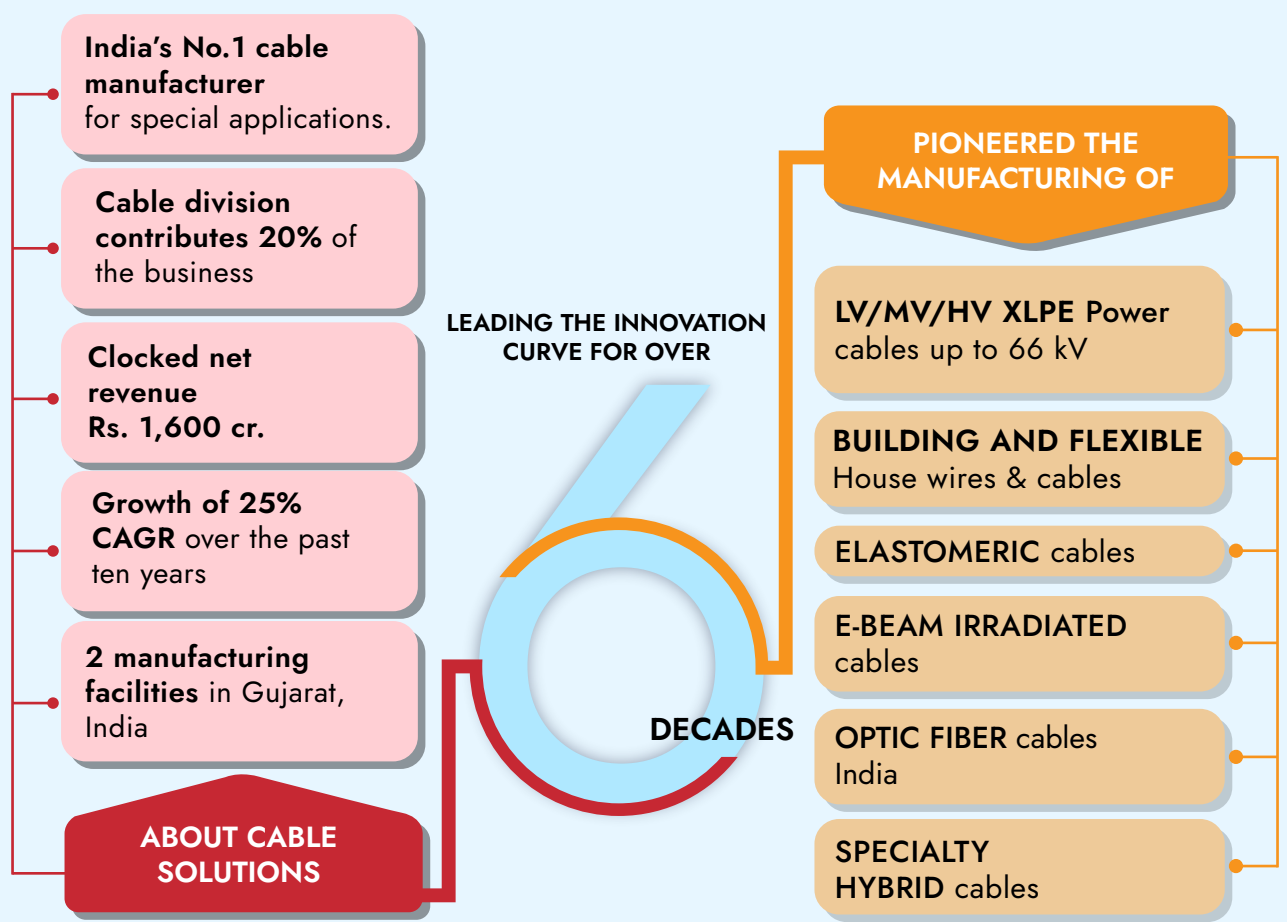 India's No.1 cable
manufacturer
for special applications.
Cable division
contributes 20% of
the business
Clocked net
revenue
Rs. 1,600 cr.
Growth of 25%
CAGR over the past
ten years
2 manufacturing
facilities in Gujarat,
India
ABOUT CABLE
SOLUTIONS
LEADING THE INNOVATION
CURVE FOR OVER
6
DECADES
PIONEERED THE
MANUFACTURING OF
LV/MV/HV XLPE Power
cables up to 66 kV
BUILDING AND FLEXIBLE
House wires & cables
ELASTOMERIC cables
E-BEAM IRRADIATED
cables
OPTIC FIBER cables
India
SPECIALTY
HYBRID cables